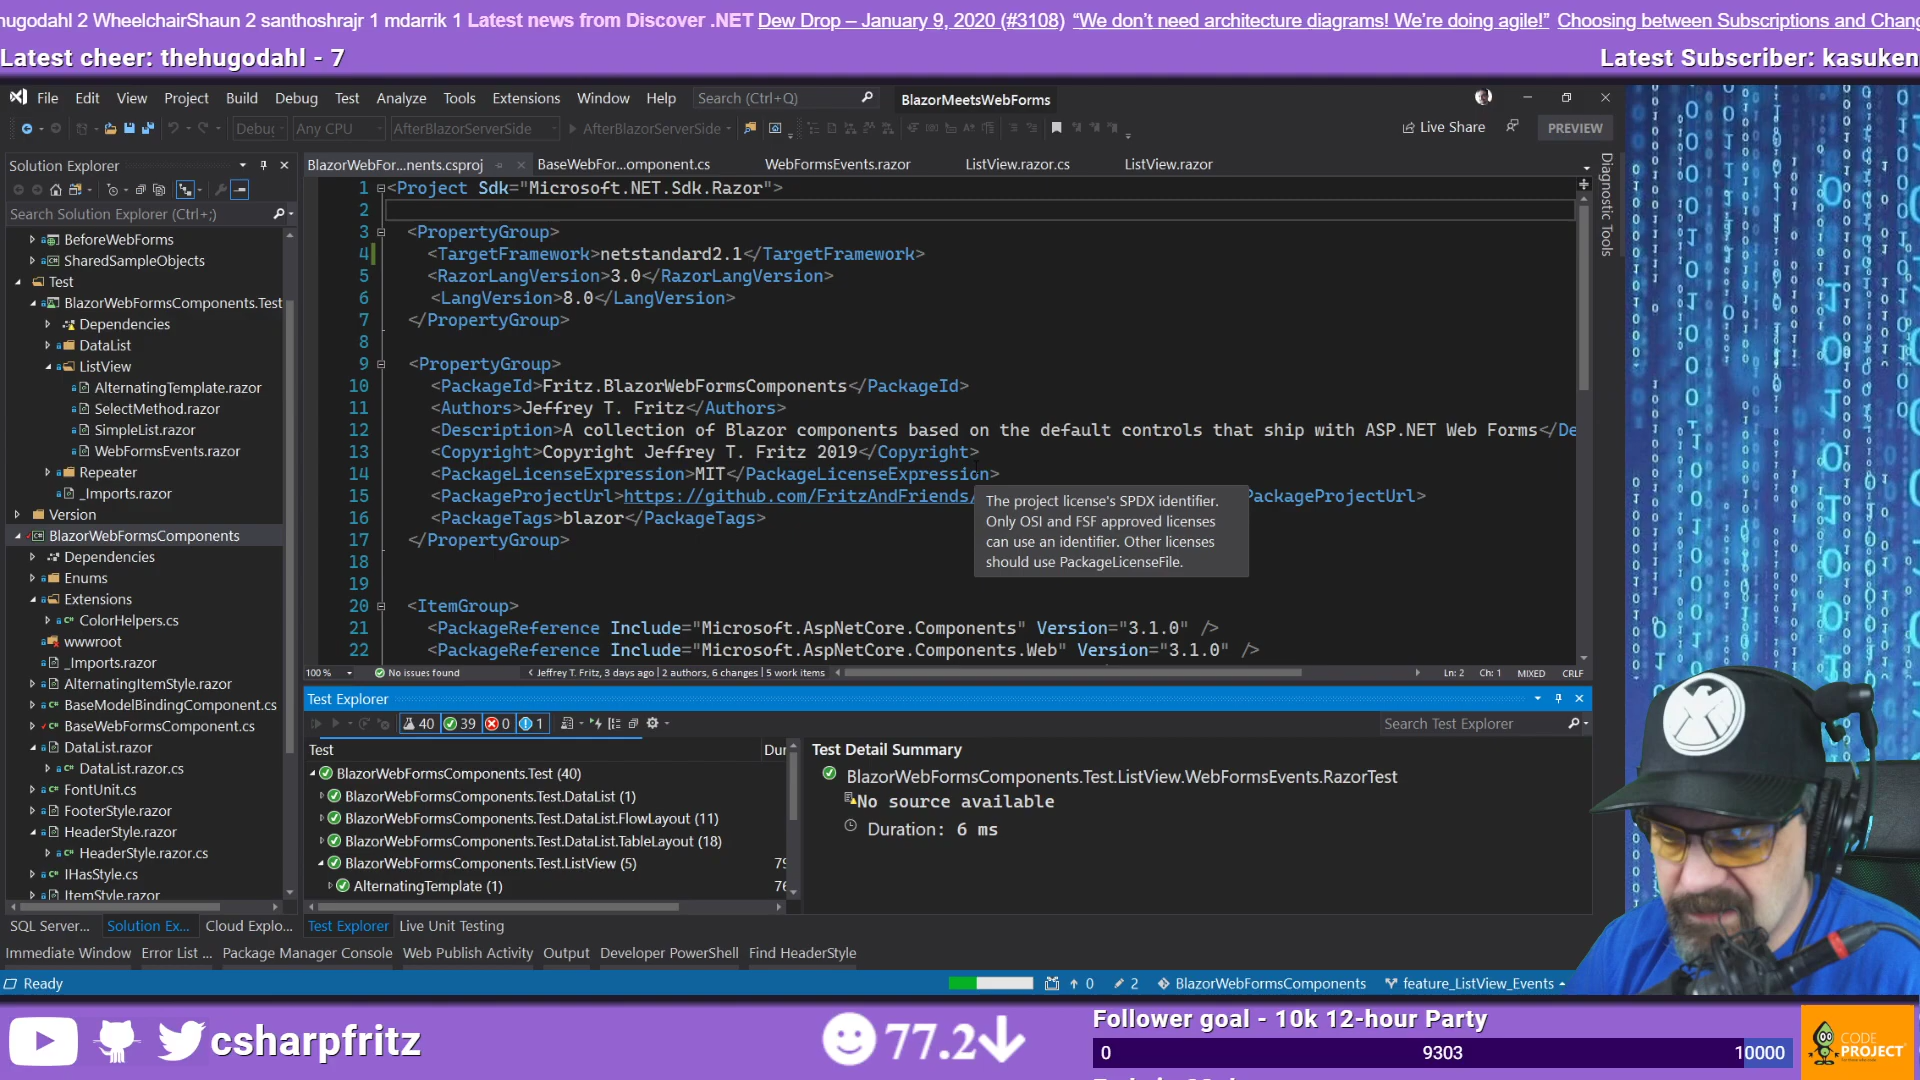 nugodahl 2 WheelchairShaun 2 santhoshrajr 1 mdarrik 1 Latest news from Discover .NET Dew Drop – January 9, 2020 (#3108) “We don’t need architecture diagrams! We’re doing agile!” Choosing between Subscriptions and Chang
Latest cheer: thehugodahl - 7
Latest Subscriber: kasuken
File Edit View Project Build Debug Test Analyze Tools Extensions Window Help Search (Ctrl+Q) BlazorMeetsWebForms
Debug Any CPU AfterBlazorServerSide AfterBlazorServerSide Live Share PREVIEW
Solution Explorer
BlazorWebFor...nents.csproj BaseWebFor...omponent.cs WebFormsEvents.razor ListView.razor.cs ListView.razor
Diagnostic Tools
Search Solution Explorer (Ctrl+;)
BeforeWebForms
SharedSampleObjects
Test
BlazorWebFormsComponents.Test
Dependencies
DataList
ListView
AlternatingTemplate.razor
SelectMethod.razor
SimpleList.razor
WebFormsEvents.razor
Repeater
_Imports.razor
Version
BlazorWebFormsComponents
Dependencies
Enums
Extensions
ColorHelpers.cs
wwwroot
_Imports.razor
AlternatingItemStyle.razor
BaseModelBindingComponent.cs
BaseWebFormsComponent.cs
DataList.razor
DataList.razor.cs
FontUnit.cs
FooterStyle.razor
HeaderStyle.razor
HeaderStyle.razor.cs
IHasStyle.cs
ItemStyle.razor
1 <Project Sdk="Microsoft.NET.Sdk.Razor">
2
3 <PropertyGroup>
4 <TargetFramework>netstandard2.1</TargetFramework>
5 <RazorLangVersion>3.0</RazorLangVersion>
6 <LangVersion>8.0</LangVersion>
7 </PropertyGroup>
8
9 <PropertyGroup>
10 <PackageId>Fritz.BlazorWebFormsComponents</PackageId>
11 <Authors>Jeffrey T. Fritz</Authors>
12 <Description>A collection of Blazor components based on the default controls that ship with ASP.NET Web Forms</De
13 <Copyright>Copyright Jeffrey T. Fritz 2019</Copyright>
14 <PackageLicenseExpression>MIT</PackageLicenseExpression>
15 <PackageProjectUrl>https://github.com/FritzAndFriends/ PackageProjectUrl>
16 <PackageTags>blazor</PackageTags>
17 </PropertyGroup>
18
19
20 <ItemGroup>
21 <PackageReference Include="Microsoft.AspNetCore.Components" Version="3.1.0" />
22 <PackageReference Include="Microsoft.AspNetCore.Components.Web" Version="3.1.0" />
The project license's SPDX identifier.
Only OSI and FSF approved licenses
can use an identifier. Other licenses
should use PackageLicenseFile.
100% No issues found Jeffrey T. Fritz, 3 days ago | 2 authors, 6 changes | 5 work items Ln: 2 Ch: 1 MIXED CRLF
Test Explorer
40 39 0 1 Search Test Explorer
Test Dur
BlazorWebFormsComponents.Test (40)
BlazorWebFormsComponents.Test.DataList (1)
BlazorWebFormsComponents.Test.DataList.FlowLayout (11)
BlazorWebFormsComponents.Test.DataList.TableLayout (18)
BlazorWebFormsComponents.Test.ListView (5) 79
AlternatingTemplate (1) 76
Test Detail Summary
BlazorWebFormsComponents.Test.ListView.WebFormsEvents.RazorTest
No source available
Duration: 6 ms
SQL Server... Solution Ex... Cloud Explo... Test Explorer Live Unit Testing
Immediate Window Error List ... Package Manager Console Web Publish Activity Output Developer PowerShell Find HeaderStyle
Ready 0 2 BlazorWebFormsComponents feature_ListView_Events
csharpfritz
77.2
Follower goal - 10k 12-hour Party
0 9303 10000
CODE
PROJECT